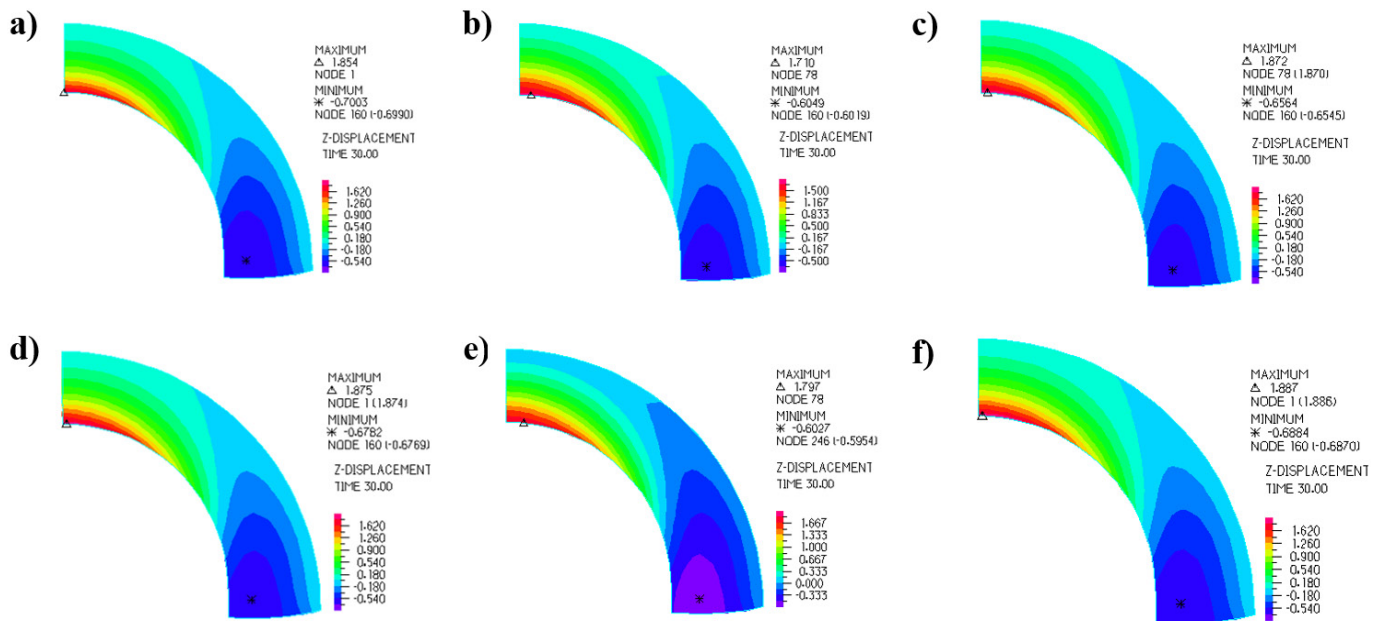 a)
MAXIMUM
△ 1.854
NODE 1
MINIMUM
✳ -0.7003
NODE 160 (-0.6990)
Z-DISPLACEMENT
TIME 30.00
1.620
1.260
0.900
0.540
0.180
-0.180
-0.540
b)
MAXIMUM
△ 1.710
NODE 78
MINIMUM
✳ -0.6049
NODE 160 (-0.6019)
Z-DISPLACEMENT
TIME 30.00
1.500
1.167
0.833
0.500
0.167
-0.167
-0.500
c)
MAXIMUM
△ 1.872
NODE 78 (1.870)
MINIMUM
✳ -0.6564
NODE 160 (-0.6545)
Z-DISPLACEMENT
TIME 30.00
1.620
1.260
0.900
0.540
0.180
-0.180
-0.540
d)
MAXIMUM
△ 1.875
NODE 1 (1.874)
MINIMUM
✳ -0.6782
NODE 160 (-0.6769)
Z-DISPLACEMENT
TIME 30.00
1.620
1.260
0.900
0.540
0.180
-0.180
-0.540
e)
MAXIMUM
△ 1.797
NODE 78
MINIMUM
✳ -0.6027
NODE 246 (-0.5954)
Z-DISPLACEMENT
TIME 30.00
1.667
1.333
1.000
0.667
0.333
0.000
-0.333
f)
MAXIMUM
△ 1.887
NODE 1 (1.886)
MINIMUM
✳ -0.6884
NODE 160 (-0.6870)
Z-DISPLACEMENT
TIME 30.00
1.620
1.260
0.900
0.540
0.180
-0.180
-0.540